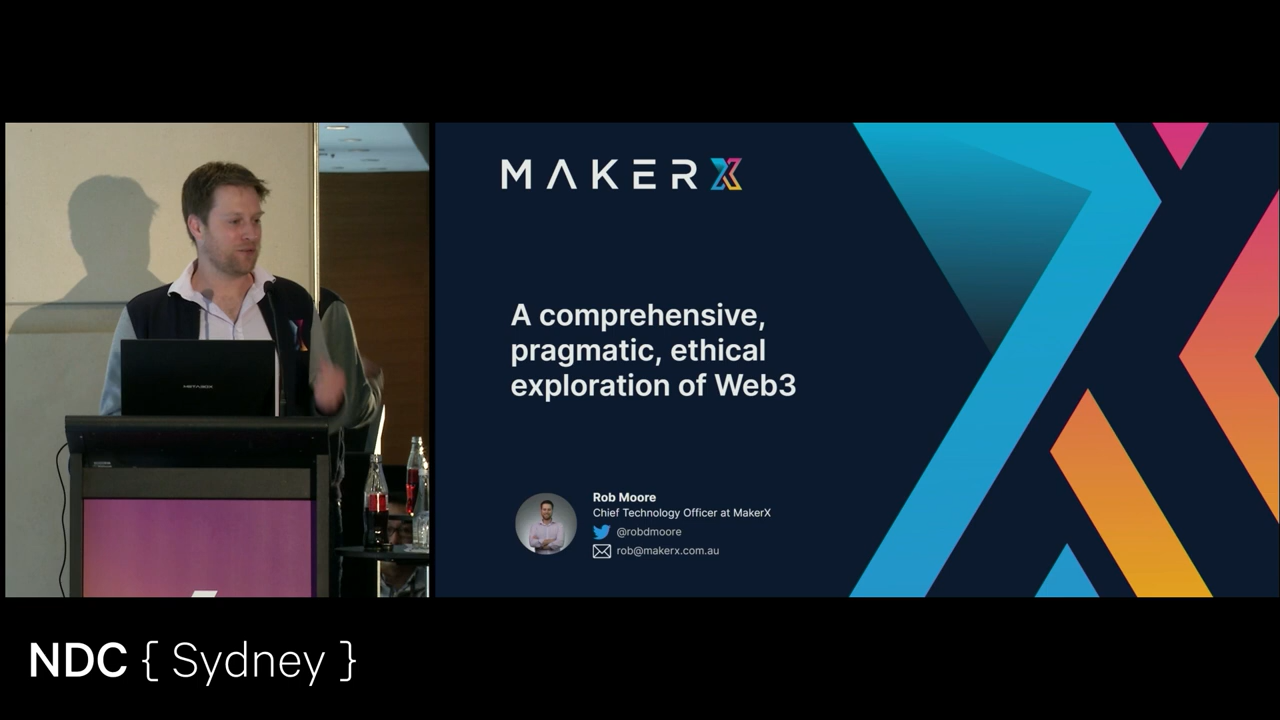 MAKERX
A comprehensive,
pragmatic, ethical
exploration of Web3
Rob Moore
Chief Technology Officer at MakerX
@robdmoore
rob@makerx.com.au
METABOX
NDC { Sydney }